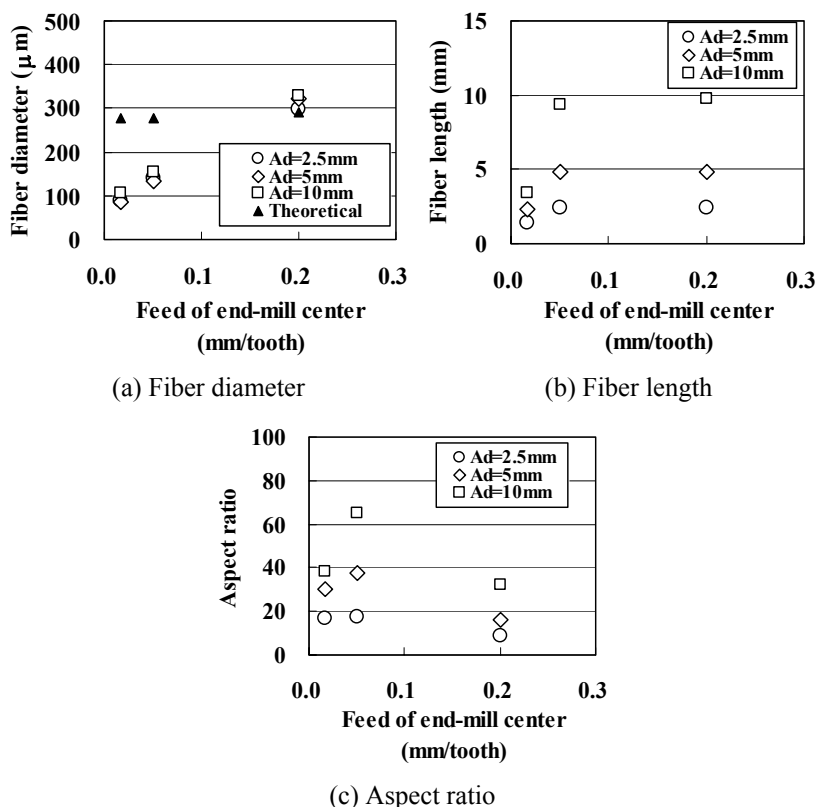 Fiber diameter (μm)
500
400
300
200
100
0
Ad=2.5mm
Ad=5mm
Ad=10mm
Theoretical
0.0 0.1 0.2 0.3
Feed of end-mill center
(mm/tooth)
(a) Fiber diameter
Fiber length (mm)
15
10
5
0
Ad=2.5mm
Ad=5mm
Ad=10mm
0.0 0.1 0.2 0.3
Feed of end-mill center
(mm/tooth)
(b) Fiber length
Aspect ratio
100
80
60
40
20
0
Ad=2.5mm
Ad=5mm
Ad=10mm
0.0 0.1 0.2 0.3
Feed of end-mill center
(mm/tooth)
(c) Aspect ratio